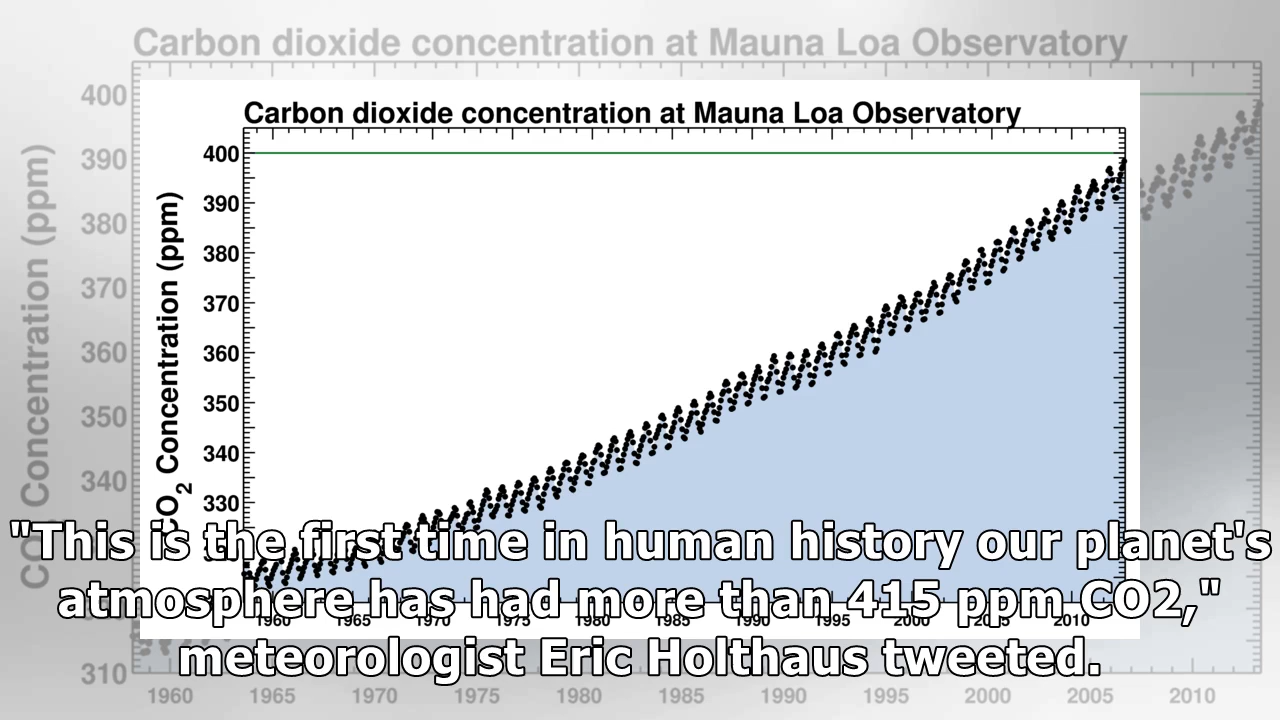 Carbon dioxide concentration at Mauna Loa Observatory
Carbon dioxide concentration at Mauna Loa Observatory
400
390
380
370
360
350
340
310
CO Concentration (ppm)
400
390
380
370
360
350
340
330
CO2 Concentration (ppm)
1960 1965 1970 1975 1980 1985 1990 1995 2000 2005 2010
"This is the first time in human history our planet's
atmosphere has had more than 415 ppm CO2,"
meteorologist Eric Holthaus tweeted.
1960 1965 1970 1975 1980 1985 1990 1995 2000 2005 2010